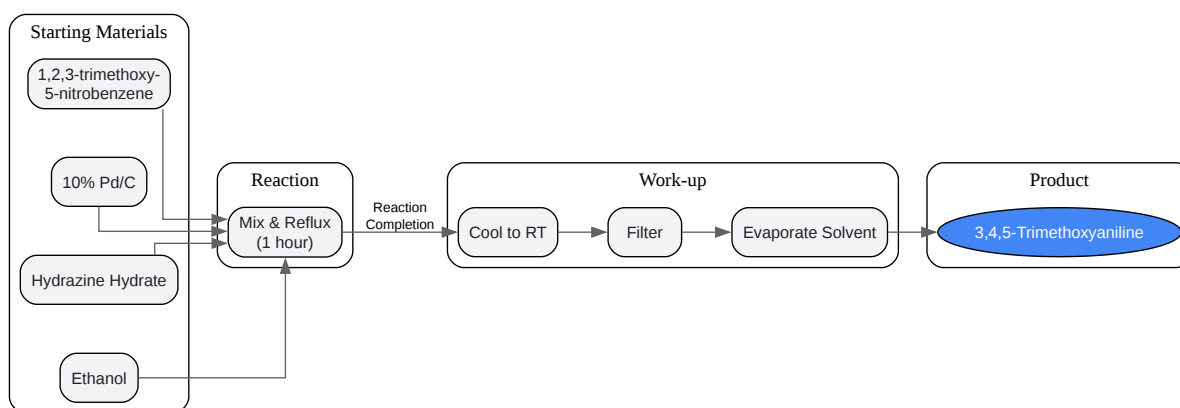 Starting Materials
1,2,3-trimethoxy-
5-nitrobenzene
10% Pd/C
Hydrazine Hydrate
Ethanol
Reaction
Mix & Reflux
(1 hour)
Reaction
Completion
Work-up
Cool to RT
Filter
Evaporate Solvent
Product
3,4,5-Trimethoxyaniline